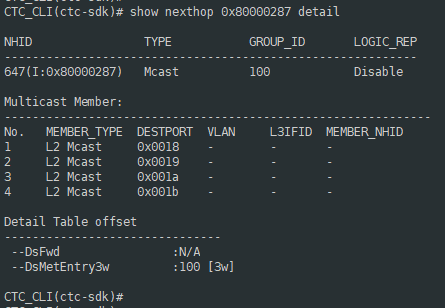 CTC_CLI(ctc-sdk)# show nexthop 0x80000287 detail
NHID TYPE GROUP_ID LOGIC_REP
----------------------------------------------------------
647(I:0x80000287) Mcast 100 Disable
Multicast Member:
------------------------------------------------------------
No. MEMBER_TYPE DESTPORT VLAN L3IFID MEMBER_NHID
1 L2 Mcast 0x0018 - - -
2 L2 Mcast 0x0019 - - -
3 L2 Mcast 0x001a - - -
4 L2 Mcast 0x001b - - -
Detail Table offset
-------------------------------
--DsFwd :N/A
--DsMetEntry3w :100 [3w]
CTC_CLI(ctc-sdk)#